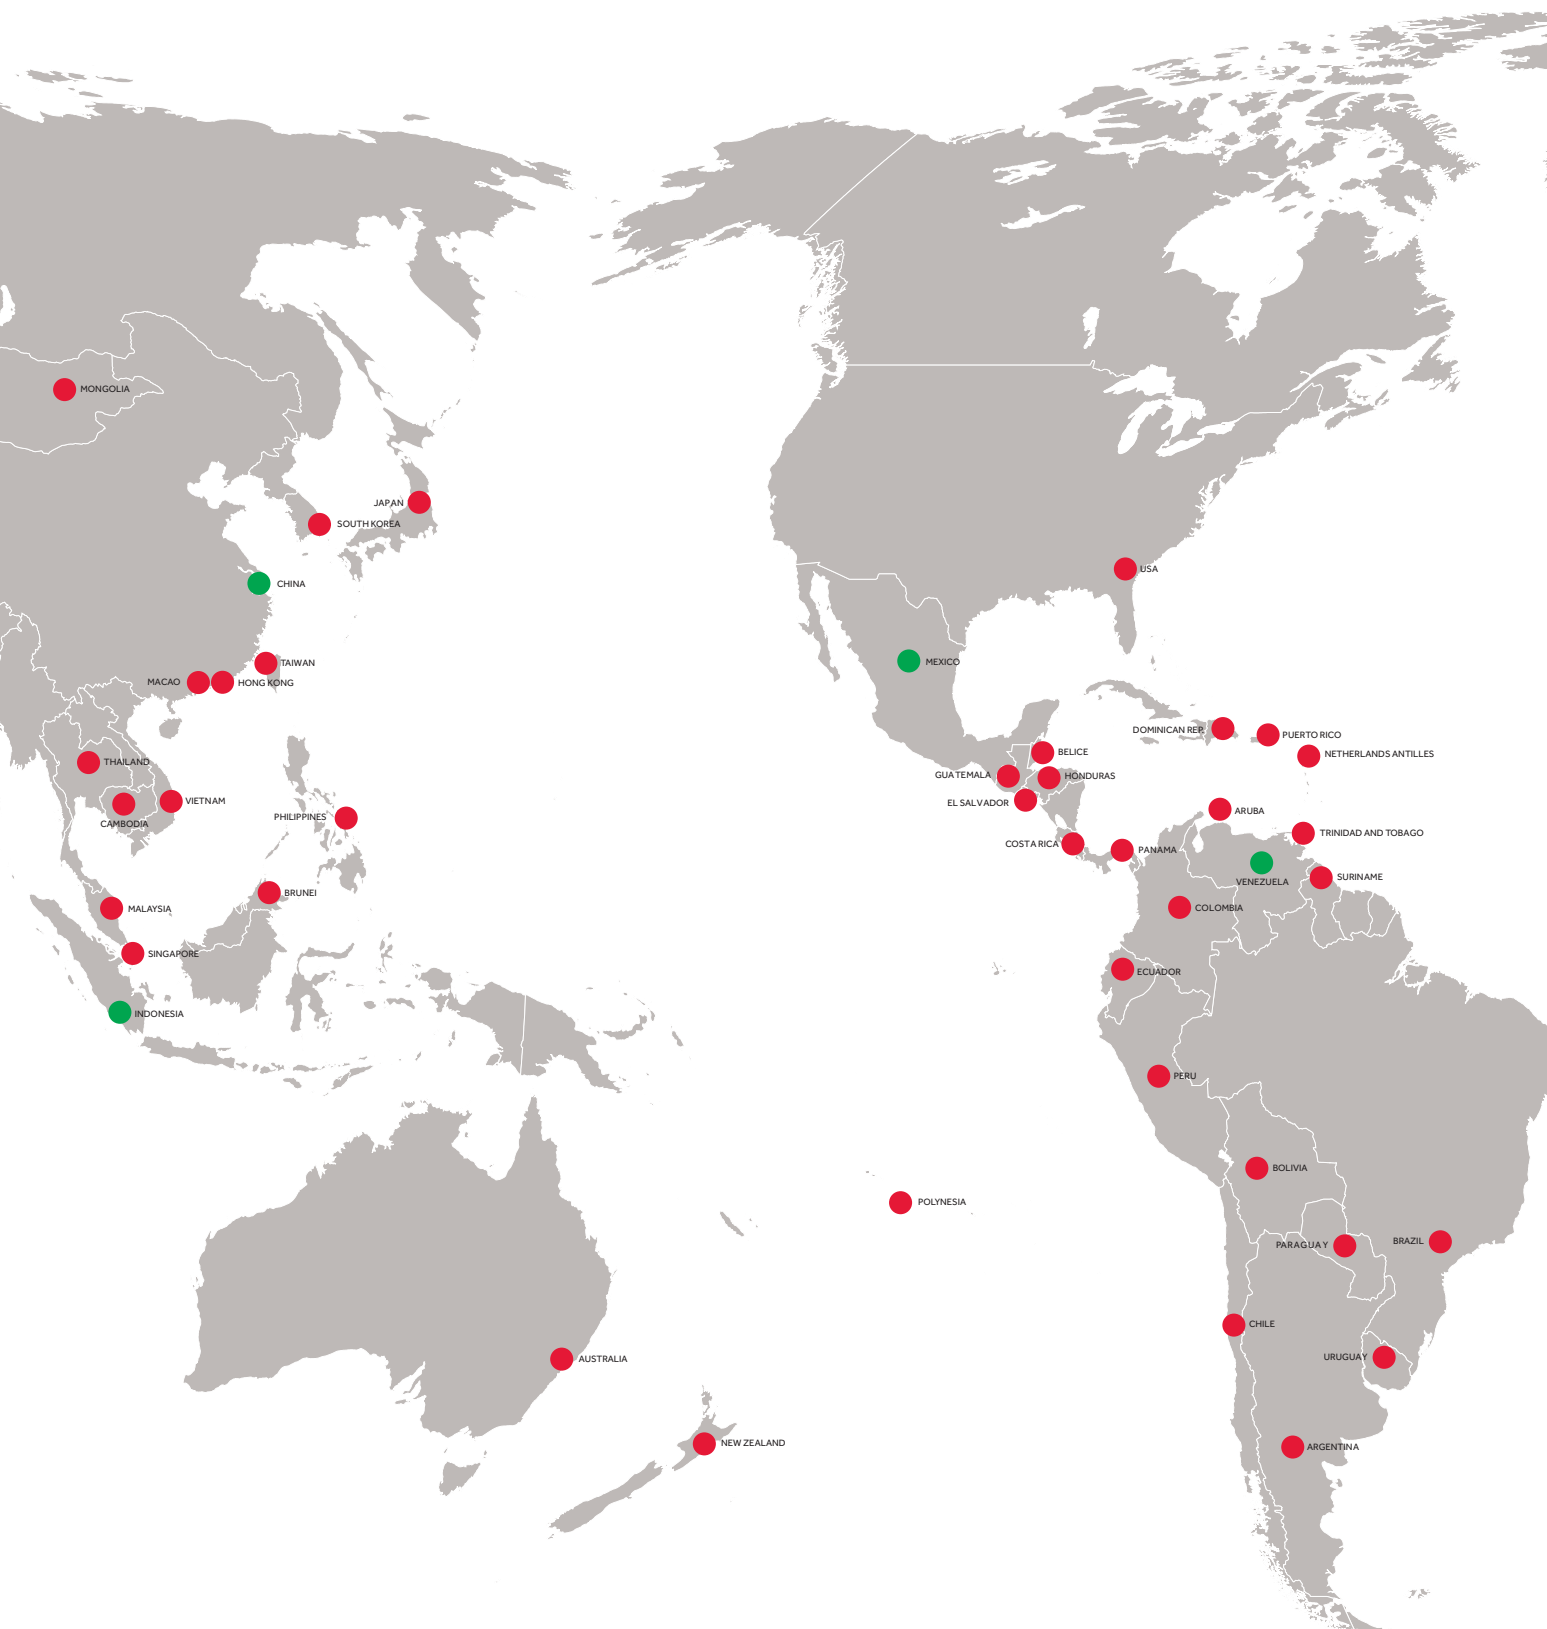 MONGOLIA
JAPAN
SOUTH KOREA
USA
CHINA
MEXICO
TAIWAN
MACAO
HONG KONG
DOMINICAN REP.
PUERTO RICO
NETHERLANDS ANTILLES
BELICE
THAILAND
GUATEMALA
HONDURAS
VIETNAM
EL SALVADOR
ARUBA
PHILIPPINES
CAMBODIA
TRINIDAD AND TOBAGO
COSTA RICA
PANAMA
VENEZUELA
SURINAME
BRUNEI
MALAYSIA
COLOMBIA
SINGAPORE
ECUADOR
INDONESIA
PERU
BOLIVIA
POLYNESIA
BRAZIL
PARAGUAY
CHILE
URUGUAY
AUSTRALIA
NEW ZEALAND
ARGENTINA